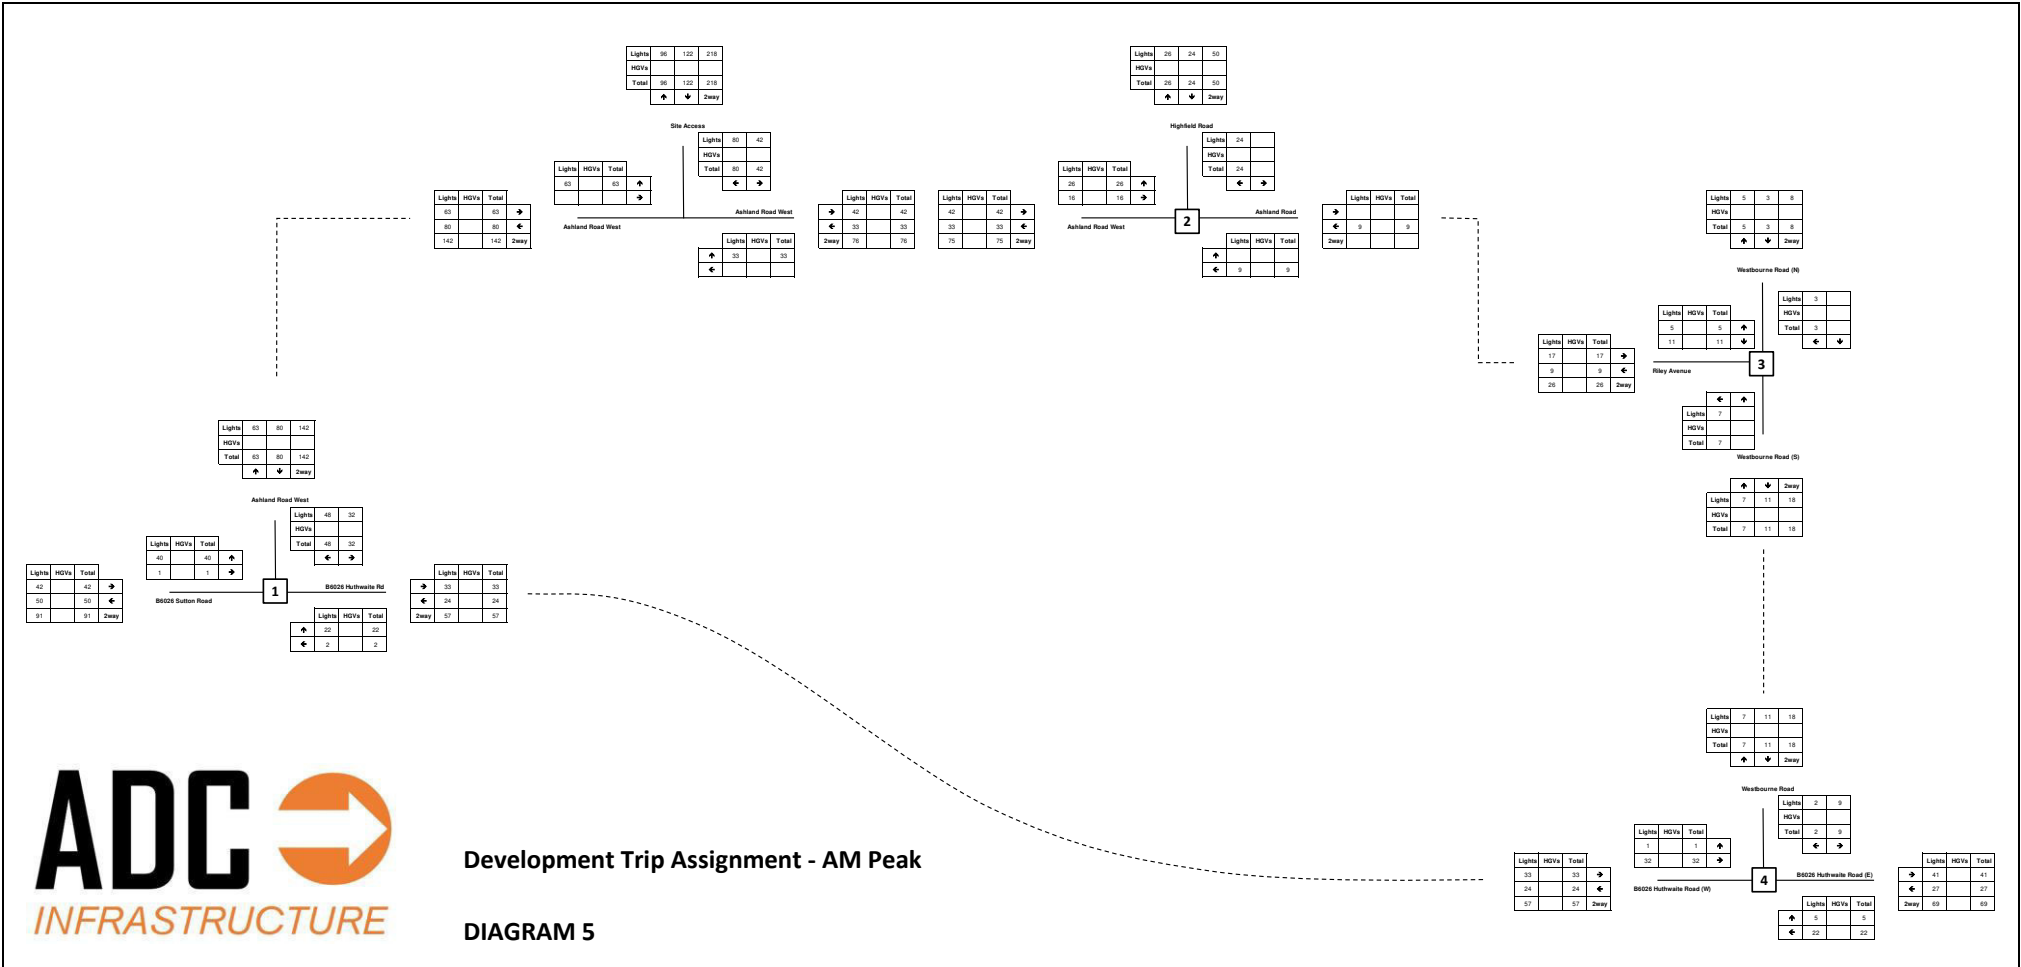 Lights 96 122 218
HGVs
Total 96 122 218
↑ ↓ 2way
Site Access
Lights 80 42
HGVs
Total 80 42
← →
Lights HGVs Total
63 63 ↑
→
Lights HGVs Total
63 63 →
80 80 ←
142 142 2way
Ashland Road West
Ashland Road West
Lights HGVs Total
↑ 33 33
←
Lights HGVs Total
→ 42 42
← 33 33
2way 76 76
Lights 26 24 50
HGVs
Total 26 24 50
↑ ↓ 2way
Highfield Road
Lights 24
HGVs
Total 24
← →
Lights HGVs Total
26 26 ↑
16 16 →
Lights HGVs Total
42 42 →
33 33 ←
75 75 2way
Ashland Road
Ashland Road West
2
Lights HGVs Total
↑
← 9 9
Lights HGVs Total
→
← 9 9
2way
Lights 5 3 8
HGVs
Total 5 3 8
↑ ↓ 2way
Westbourne Road (N)
Lights 3
HGVs
Total 3
← ↓
Lights HGVs Total
5 5 ↑
11 11 ↓
Lights HGVs Total
17 17 →
9 9 ←
26 26 2way
Riley Avenue
3
← ↑
Lights 7
HGVs
Total 7
Westbourne Road (S)
↑ ↓ 2way
Lights 7 11 18
HGVs
Total 7 11 18
Lights 63 80 142
HGVs
Total 63 80 142
↑ ↓ 2way
Ashland Road West
Lights 48 32
HGVs
Total 48 32
← →
Lights HGVs Total
40 40 ↑
1 1 →
Lights HGVs Total
42 42 →
50 50 ←
91 91 2way
B6026 Huthwaite Rd
B6026 Sutton Road
1
Lights HGVs Total
↑ 22 22
← 2 2
Lights HGVs Total
→ 33 33
← 24 24
2way 57 57
Lights 7 11 18
HGVs
Total 7 11 18
↑ ↓ 2way
Westbourne Road
Lights 2 9
HGVs
Total 2 9
← →
Lights HGVs Total
1 1 ↑
32 32 →
Lights HGVs Total
33 33 →
24 24 ←
57 57 2way
B6026 Huthwaite Road (E)
B6026 Huthwaite Road (W)
4
Lights HGVs Total
↑ 5 5
← 22 22
Lights HGVs Total
→ 41 41
← 27 27
2way 69 69
ADC
INFRASTRUCTURE
Development Trip Assignment - AM Peak
DIAGRAM 5